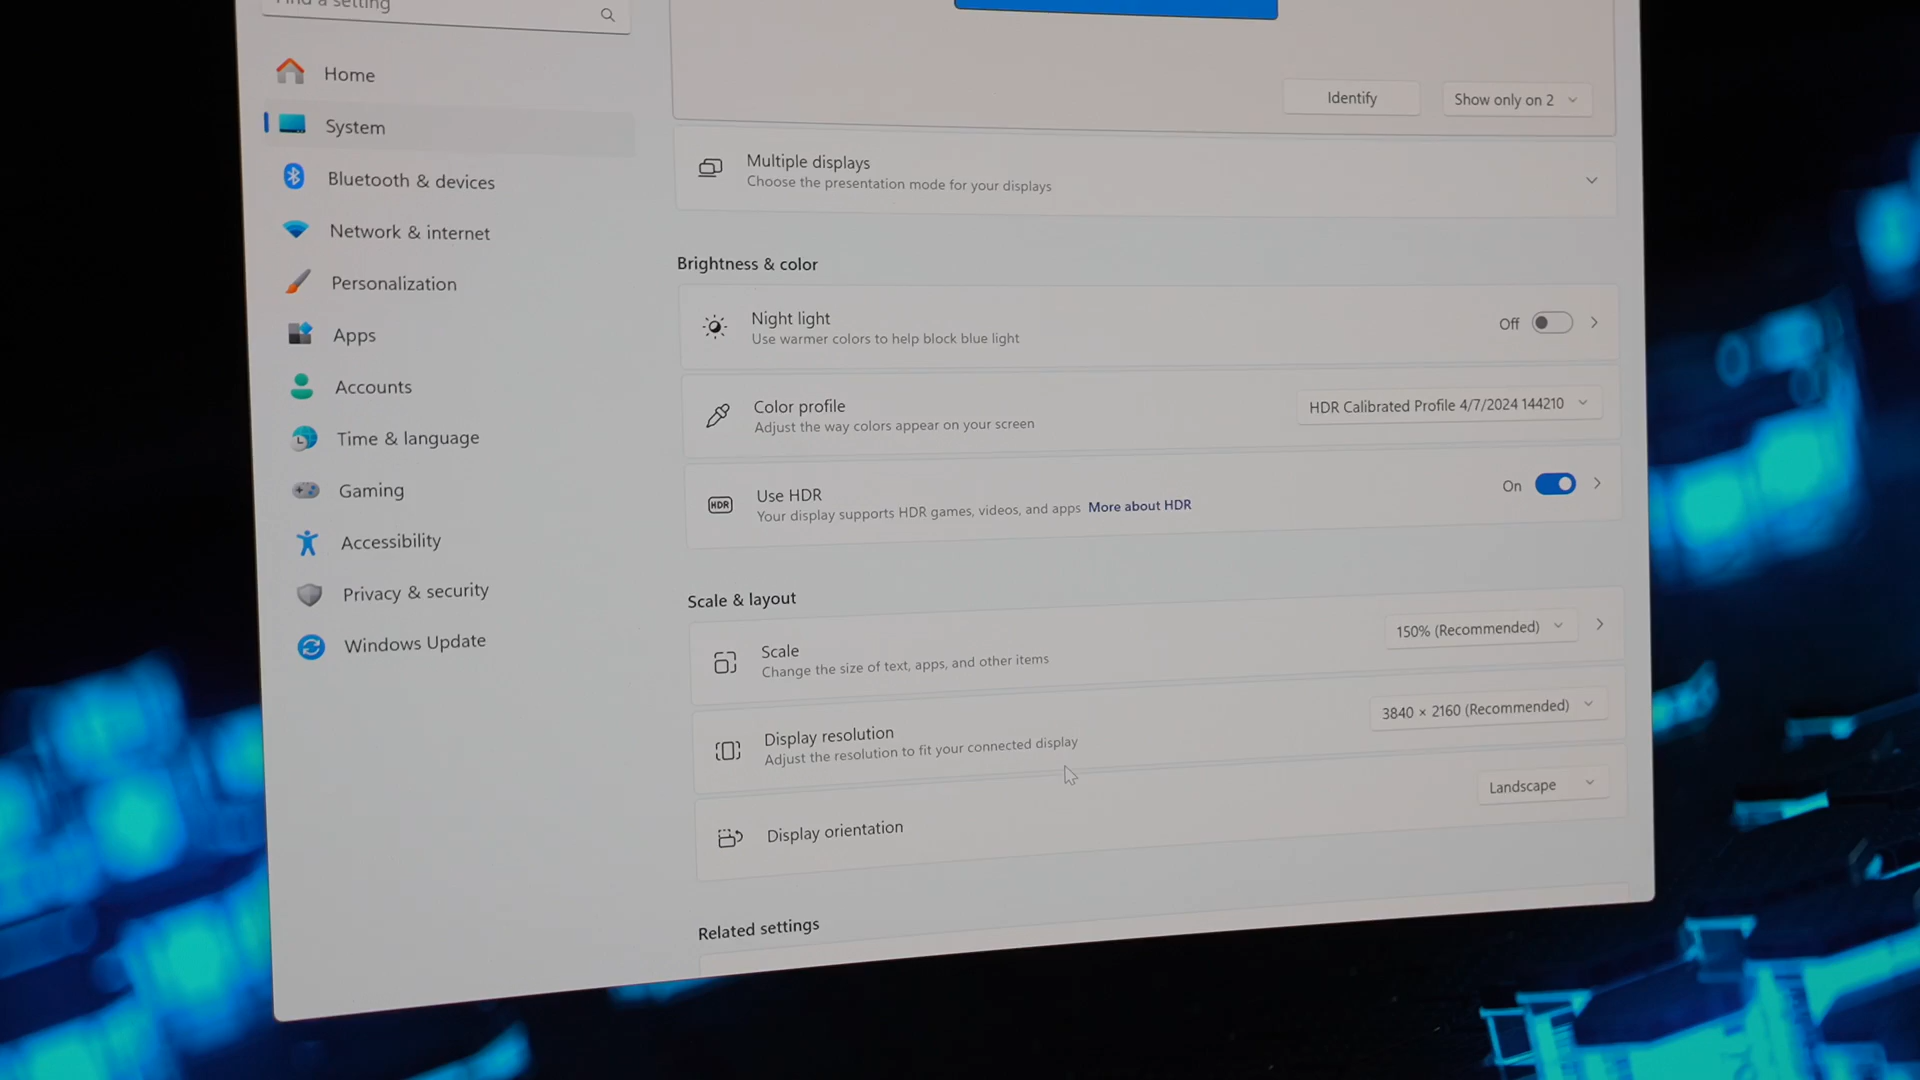 Find a setting
Home
System
Bluetooth & devices
Network & internet
Personalization
Apps
Accounts
Time & language
Gaming
Accessibility
Privacy & security
Windows Update
Identify
Show only on 2
Multiple displays
Choose the presentation mode for your displays
Brightness & color
Night light
Use warmer colors to help block blue light
Off
Color profile
Adjust the way colors appear on your screen
HDR Calibrated Profile 4/7/2024 144210
HDR
Use HDR
Your display supports HDR games, videos, and apps More about HDR
On
Scale & layout
Scale
Change the size of text, apps, and other items
150% (Recommended)
Display resolution
Adjust the resolution to fit your connected display
3840 × 2160 (Recommended)
Display orientation
Landscape
Related settings